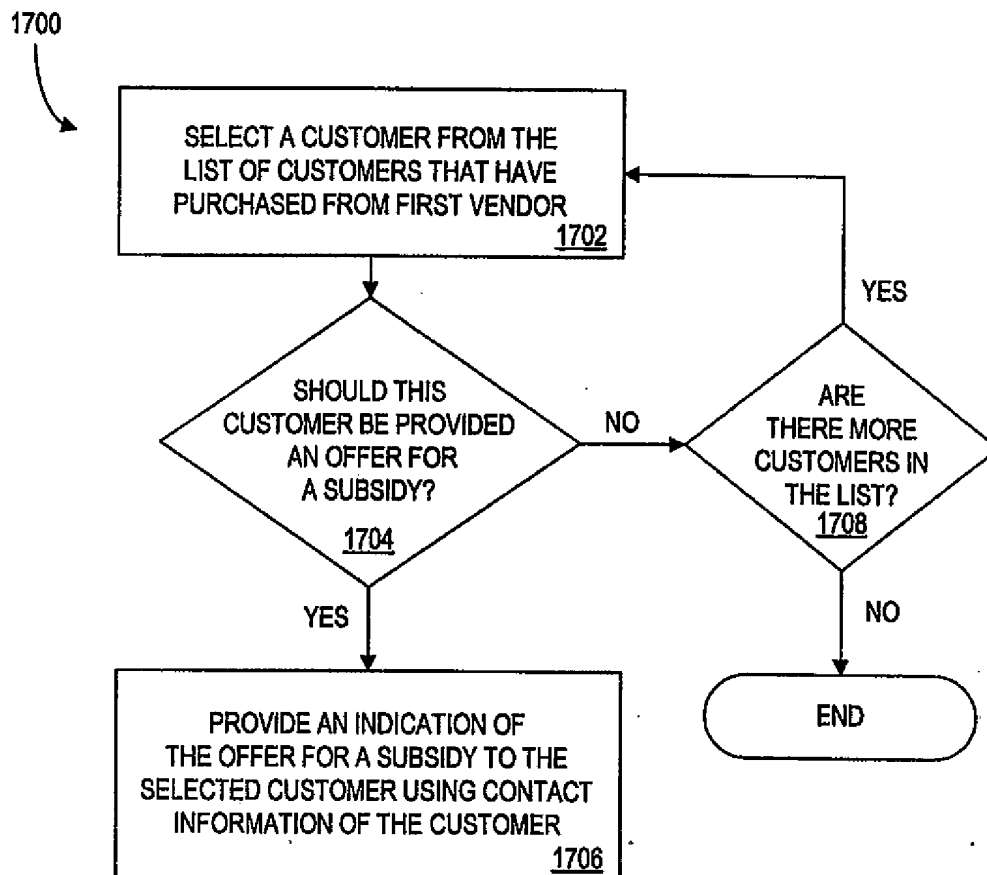 1700
SELECT A CUSTOMER FROM THE
LIST OF CUSTOMERS THAT HAVE
PURCHASED FROM FIRST VENDOR
1702
SHOULD THIS
CUSTOMER BE PROVIDED
AN OFFER FOR
A SUBSIDY?
1704
NO
YES
ARE
THERE MORE
CUSTOMERS IN
THE LIST?
1708
YES
NO
END
PROVIDE AN INDICATION OF
THE OFFER FOR A SUBSIDY TO THE
SELECTED CUSTOMER USING CONTACT
INFORMATION OF THE CUSTOMER
1706